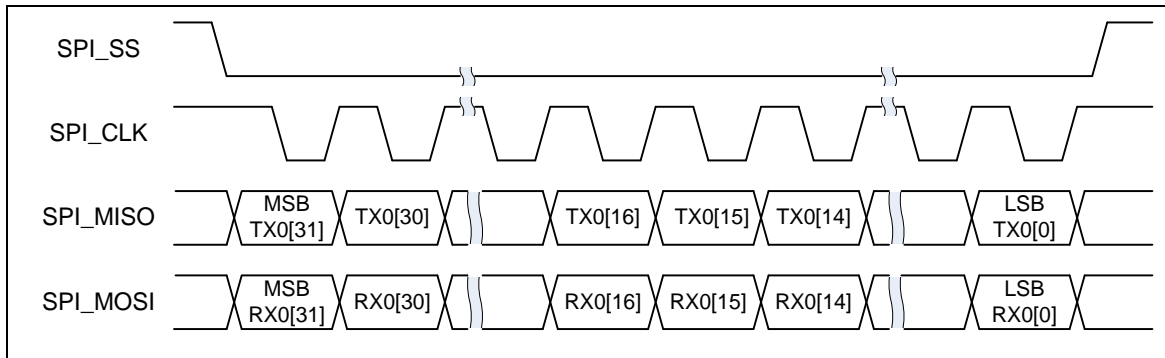 SPI_SS
SPI_CLK
SPI_MISO
MSB
TX0[31]
TX0[30]
TX0[16]
TX0[15]
TX0[14]
LSB
TX0[0]
SPI_MOSI
MSB
RX0[31]
RX0[30]
RX0[16]
RX0[15]
RX0[14]
LSB
RX0[0]